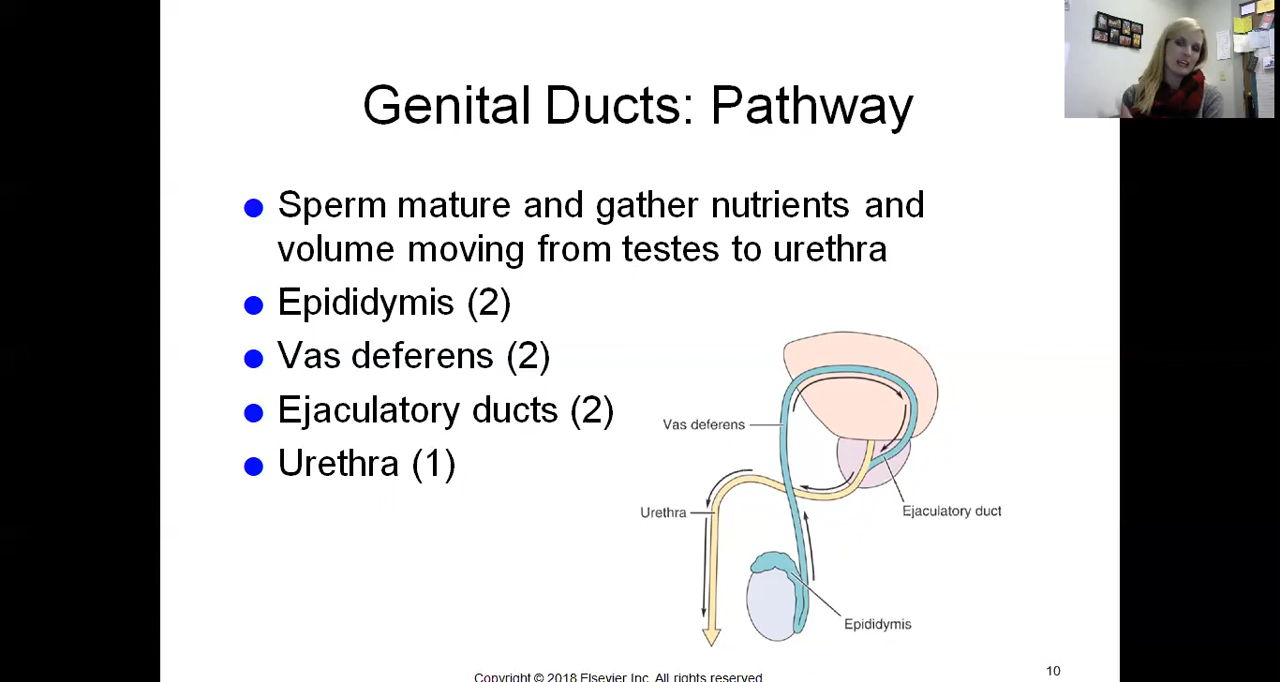 Genital Ducts: Pathway
● Sperm mature and gather nutrients and
volume moving from testes to urethra
● Epididymis (2)
● Vas deferens (2)
● Ejaculatory ducts (2)
● Urethra (1)
Vas deferens
Urethra
Ejaculatory duct
Epididymis
Copyright © 2018 Elsevier Inc. All rights reserved
10